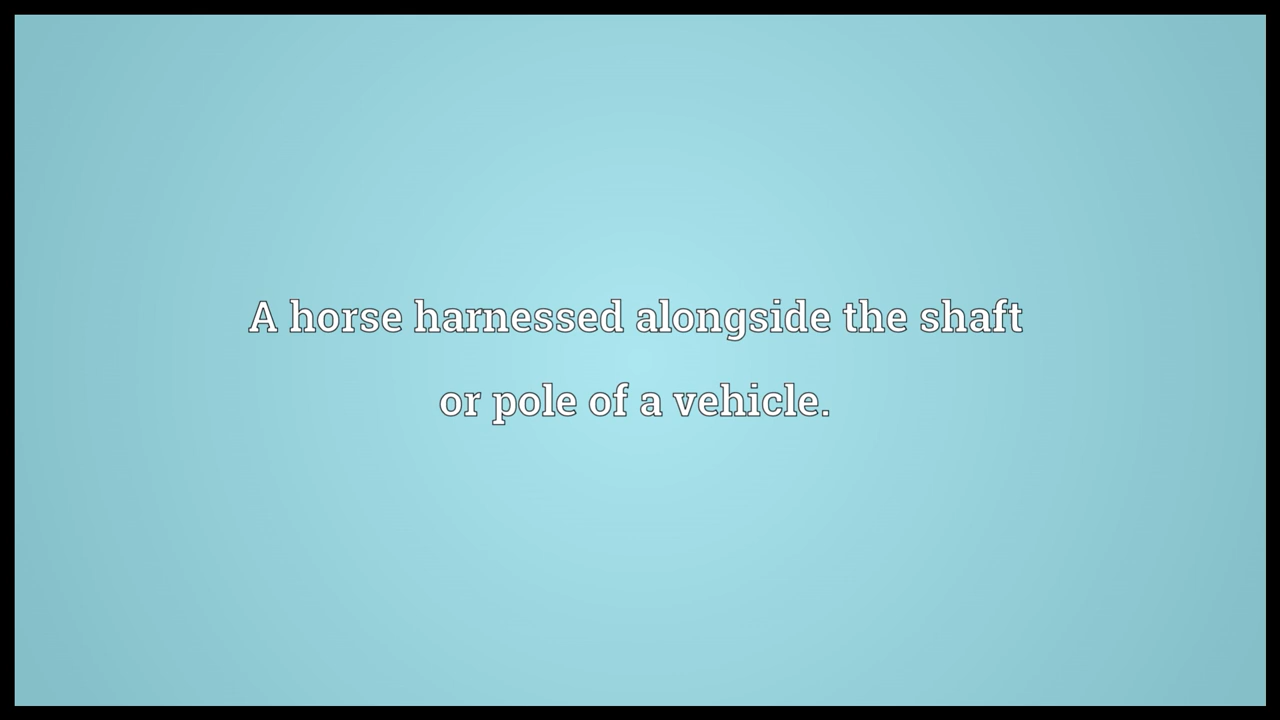 A horse harnessed alongside the shaft
or pole of a vehicle.